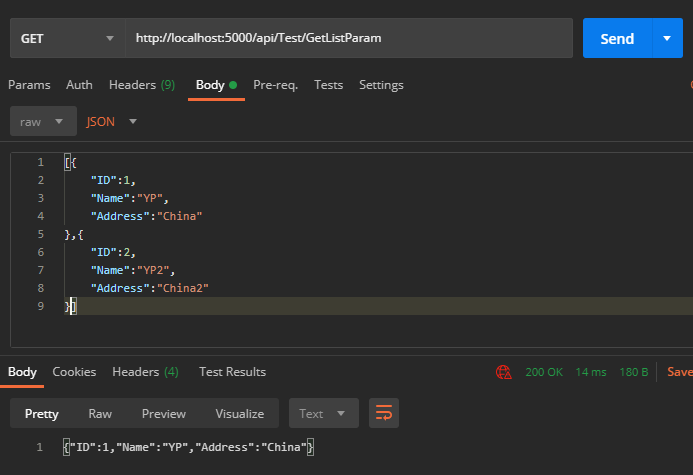 GET http://localhost:5000/api/Test/GetListParam Send
Params Auth Headers (9) Body Pre-req. Tests Settings
raw JSON
1 [{
2 "ID":1,
3 "Name":"YP",
4 "Address":"China"
5 },{
6 "ID":2,
7 "Name":"YP2",
8 "Address":"China2"
9 }]
Body Cookies Headers (4) Test Results 200 OK 14 ms 180 B Save
Pretty Raw Preview Visualize Text
1 {"ID":1,"Name":"YP","Address":"China"}